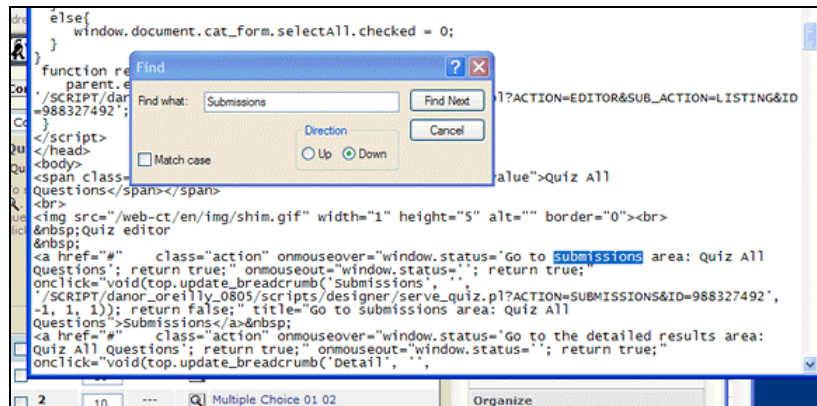 else{
window.document.cat_form.selectAll.checked = 0;
}
}
function re
parent.e
'/SCRIPT/dar l?ACTION=EDITOR&SUB_ACTION=LISTING&ID
=988327492';
}
</script>
</head>
<body>
<span class= value">Quiz All
Questions</span></span>
<br>
<img src="/web-ct/en/img/shim.gif" width="1" height="5" alt="" border="0"><br>
&nbsp;Quiz editor
&nbsp;
<a href="#" class="action" onmouseover="window.status='Go to submissions area: Quiz All
Questions'; return true;" onmouseout="window.status=''; return true;"
onclick="void(top.update_breadcrumb('Submissions', '',
'/SCRIPT/danor_oreilly_0805/scripts/designer/serve_quiz.pl?ACTION=SUBMISSIONS&ID=988327492',
-1, 1, 1)); return false;" title="Go to submissions area: Quiz All
Questions">Submissions</a>&nbsp;
<a href="#" class="action" onmouseover="window.status='Go to the detailed results area:
Quiz All Questions'; return true;" onmouseout="window.status=''; return true;"
onclick="void(top.update_breadcrumb('Detail', '',
Find
Find what: Submissions Find Next
Direction Cancel
Match case Up Down
2 10 --- Multiple Choice 01 02
Organize